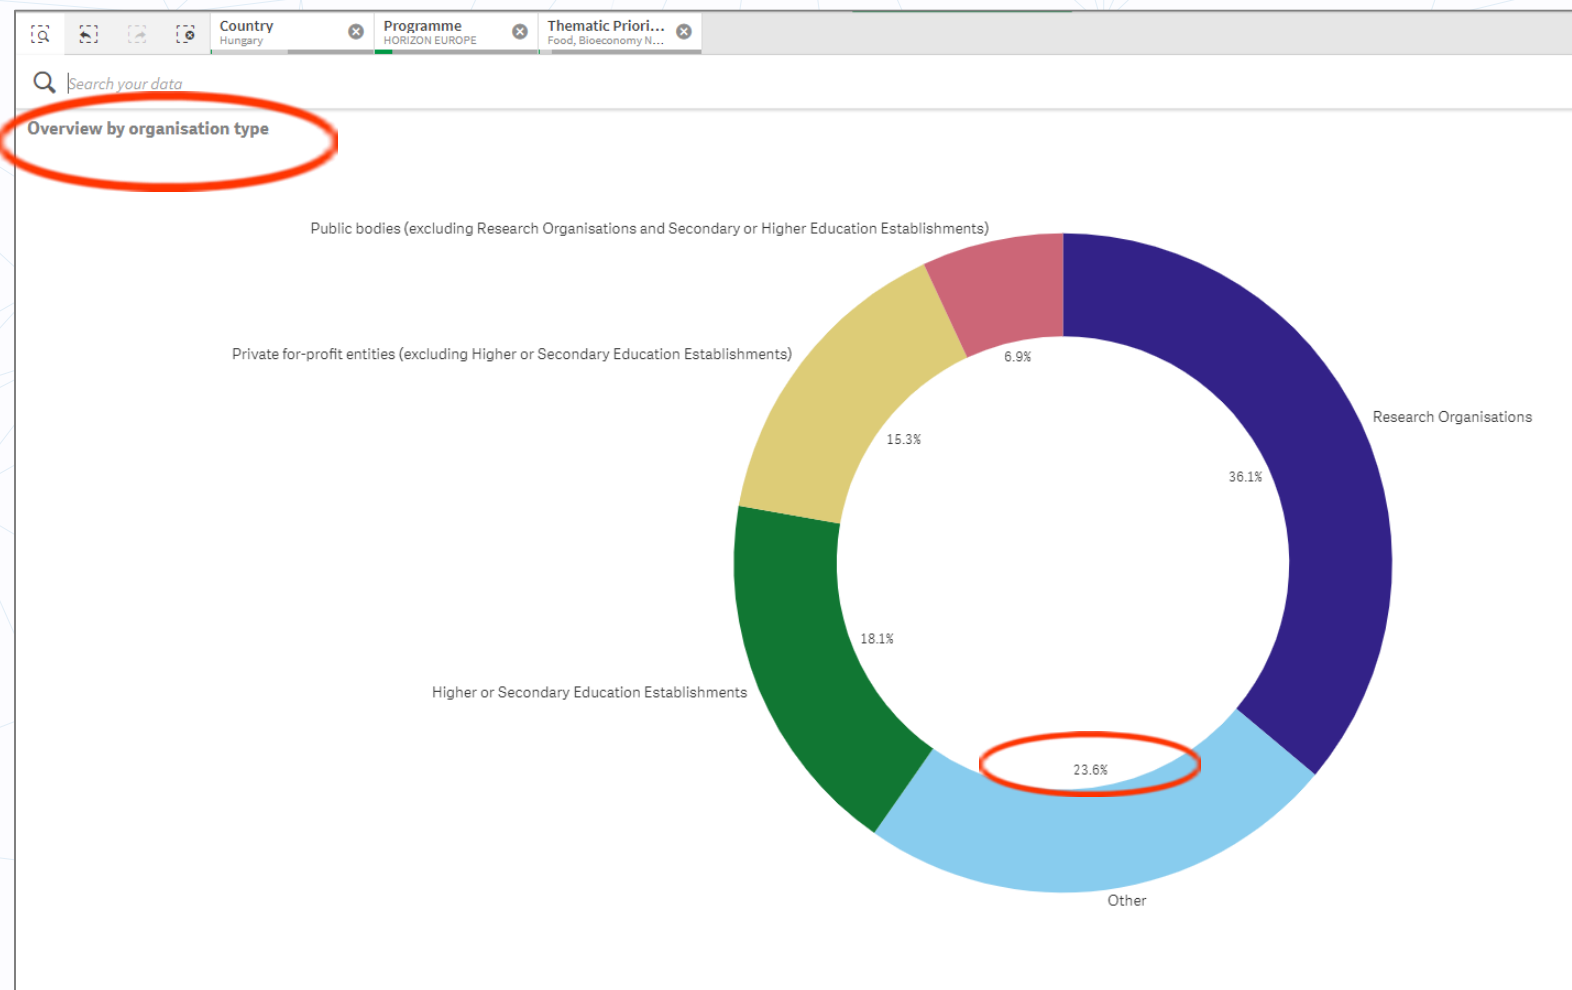 Country
Hungary
Programme
HORIZON EUROPE
Thematic Priori...
Food, Bioeconomy N...
Search your data
Overview by organisation type
Public bodies (excluding Research Organisations and Secondary or Higher Education Establishments)
Private for-profit entities (excluding Higher or Secondary Education Establishments)
6.9%
Research Organisations
15.3%
36.1%
18.1%
Higher or Secondary Education Establishments
23.6%
Other